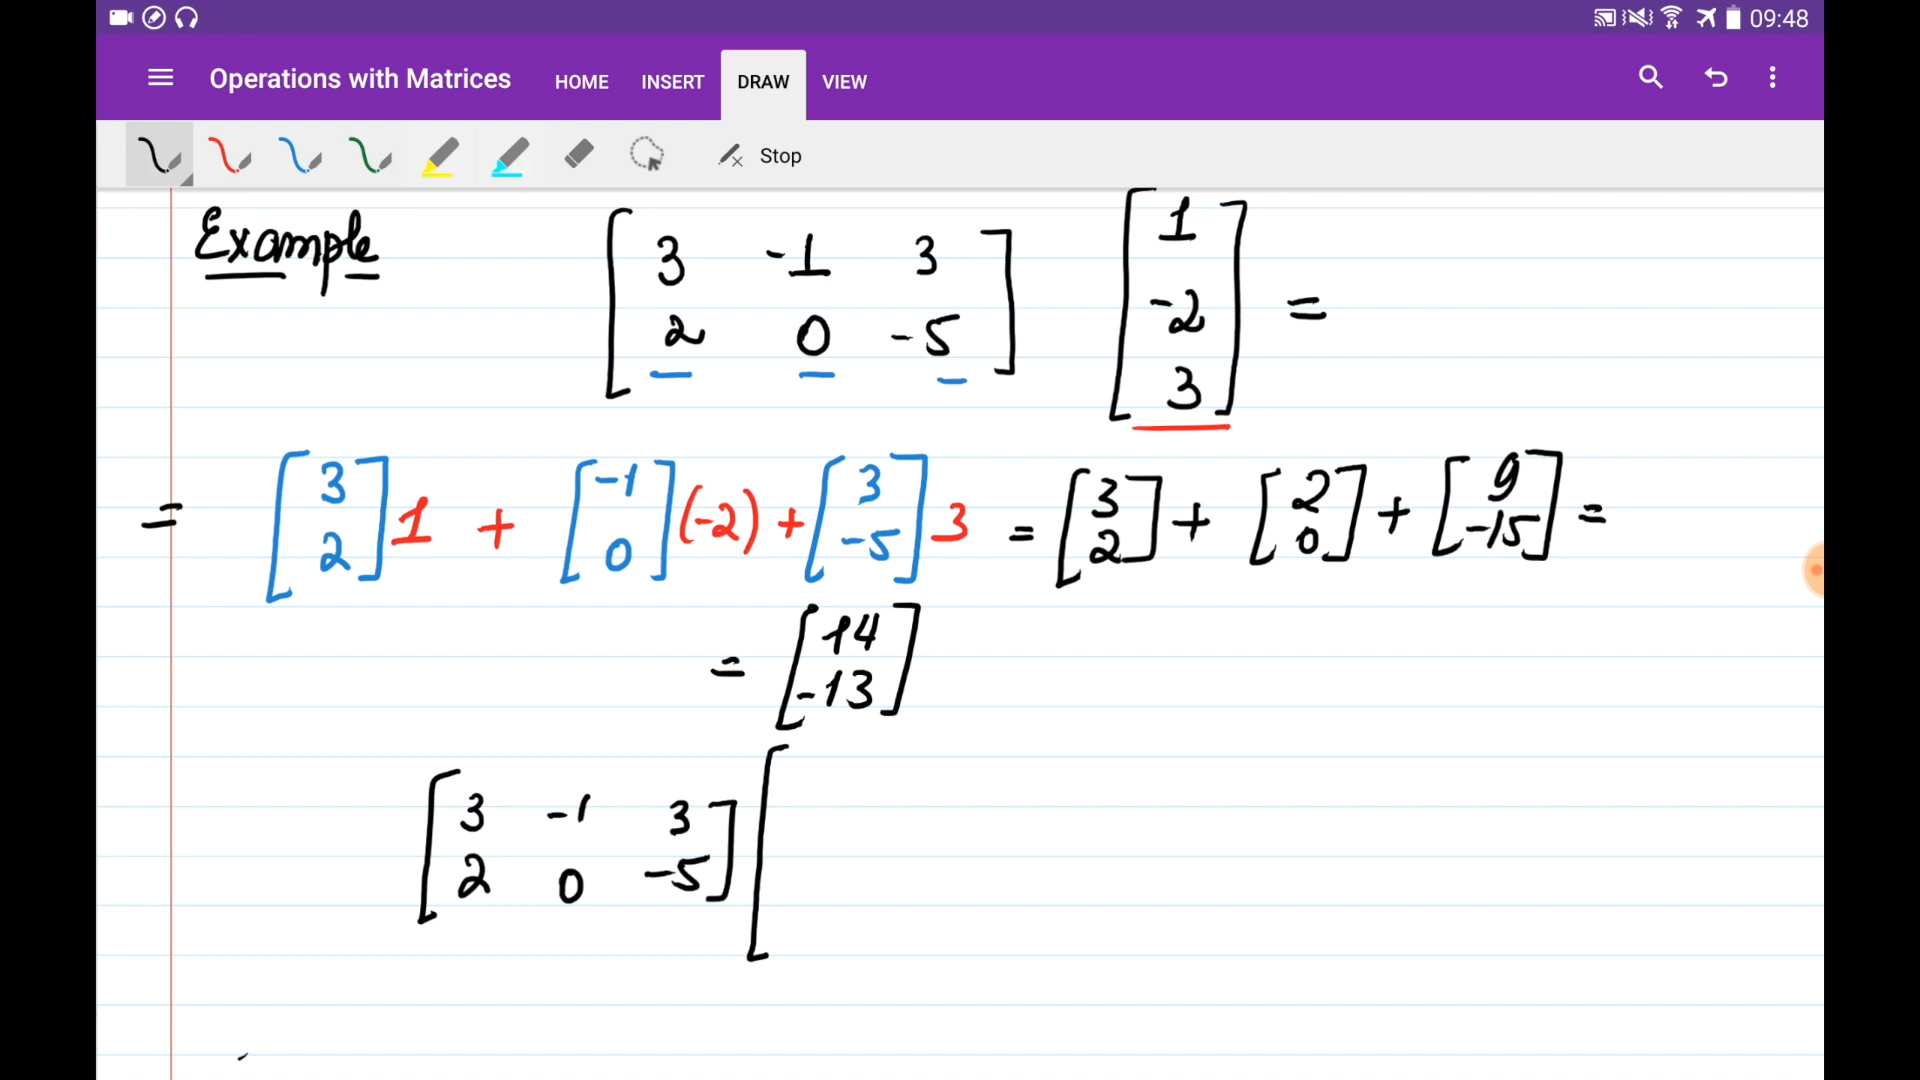 09:48
Operations with Matrices HOME INSERT DRAW VIEW
Stop
Example [ 3 -1 3 ] [ 1 ]
[ 2 0 -5 ] [ -2 ] =
[ 3 ]
= [ 3 ] 1 + [ -1 ] (-2) + [ 3 ] 3 = [ 3 ] + [ 2 ] + [ 9 ] =
[ 2 ] [ 0 ] [ -5 ] [ 2 ] [ 0 ] [ -15 ]
= [ 14 ]
[ -13 ]
[ 3 -1 3 ] [
[ 2 0 -5 ]